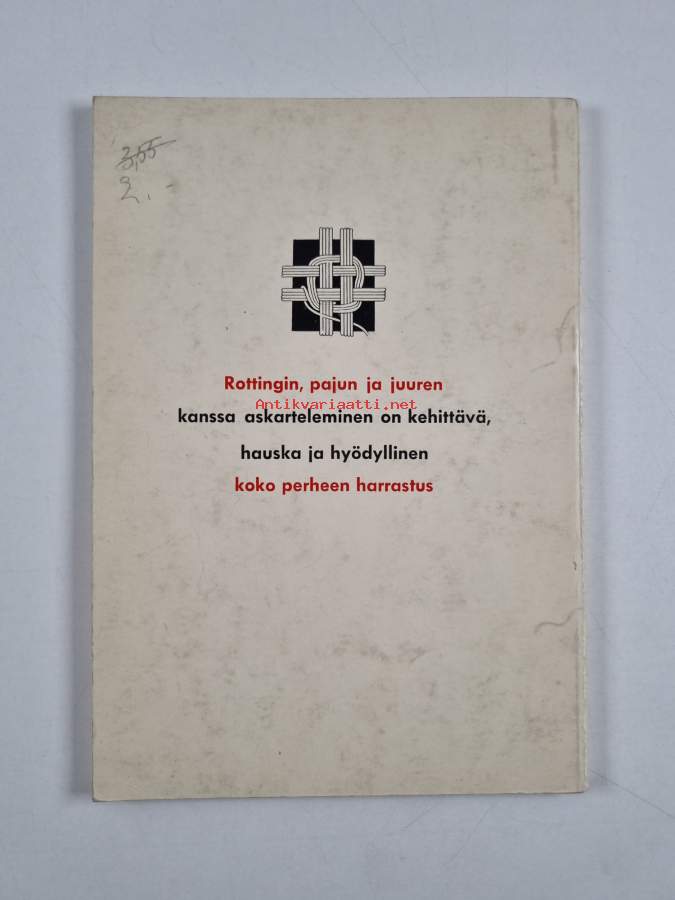 3,55
2.-
Rottingin, pajun ja juuren
Antikvariaatti.net
kanssa askarteleminen on kehittävä,
hauska ja hyödyllinen
koko perheen harrastus